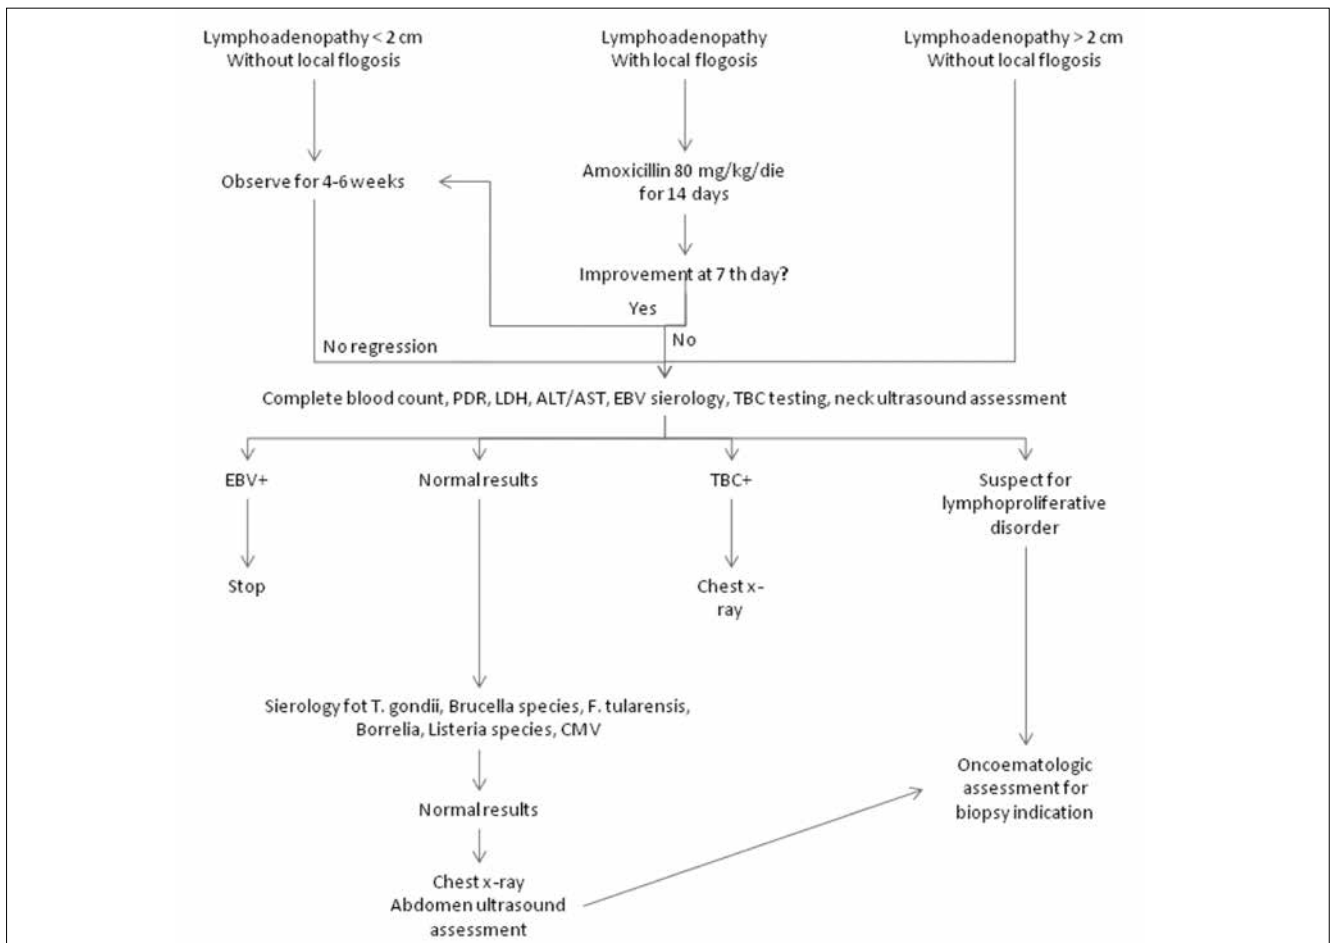 Lymphoadenopathy < 2 cm
Without local flogosis
Lymphoadenopathy
With local flogosis
Lymphoadenopathy > 2 cm
Without local flogosis
Observe for 4-6 weeks
Amoxicillin 80 mg/kg/die
for 14 days
Improvement at 7 th day?
Yes
No
No regression
Complete blood count, PDR, LDH, ALT/AST, EBV sierology, TBC testing, neck ultrasound assessment
EBV+
Normal results
TBC+
Suspect for
lymphoproliferative
disorder
Stop
Chest x-
ray
Sierology fot T. gondii, Brucella species, F. tularensis,
Borrelia, Listeria species, CMV
Normal results
Oncoematologic
assessment for
biopsy indication
Chest x-ray
Abdomen ultrasound
assessment